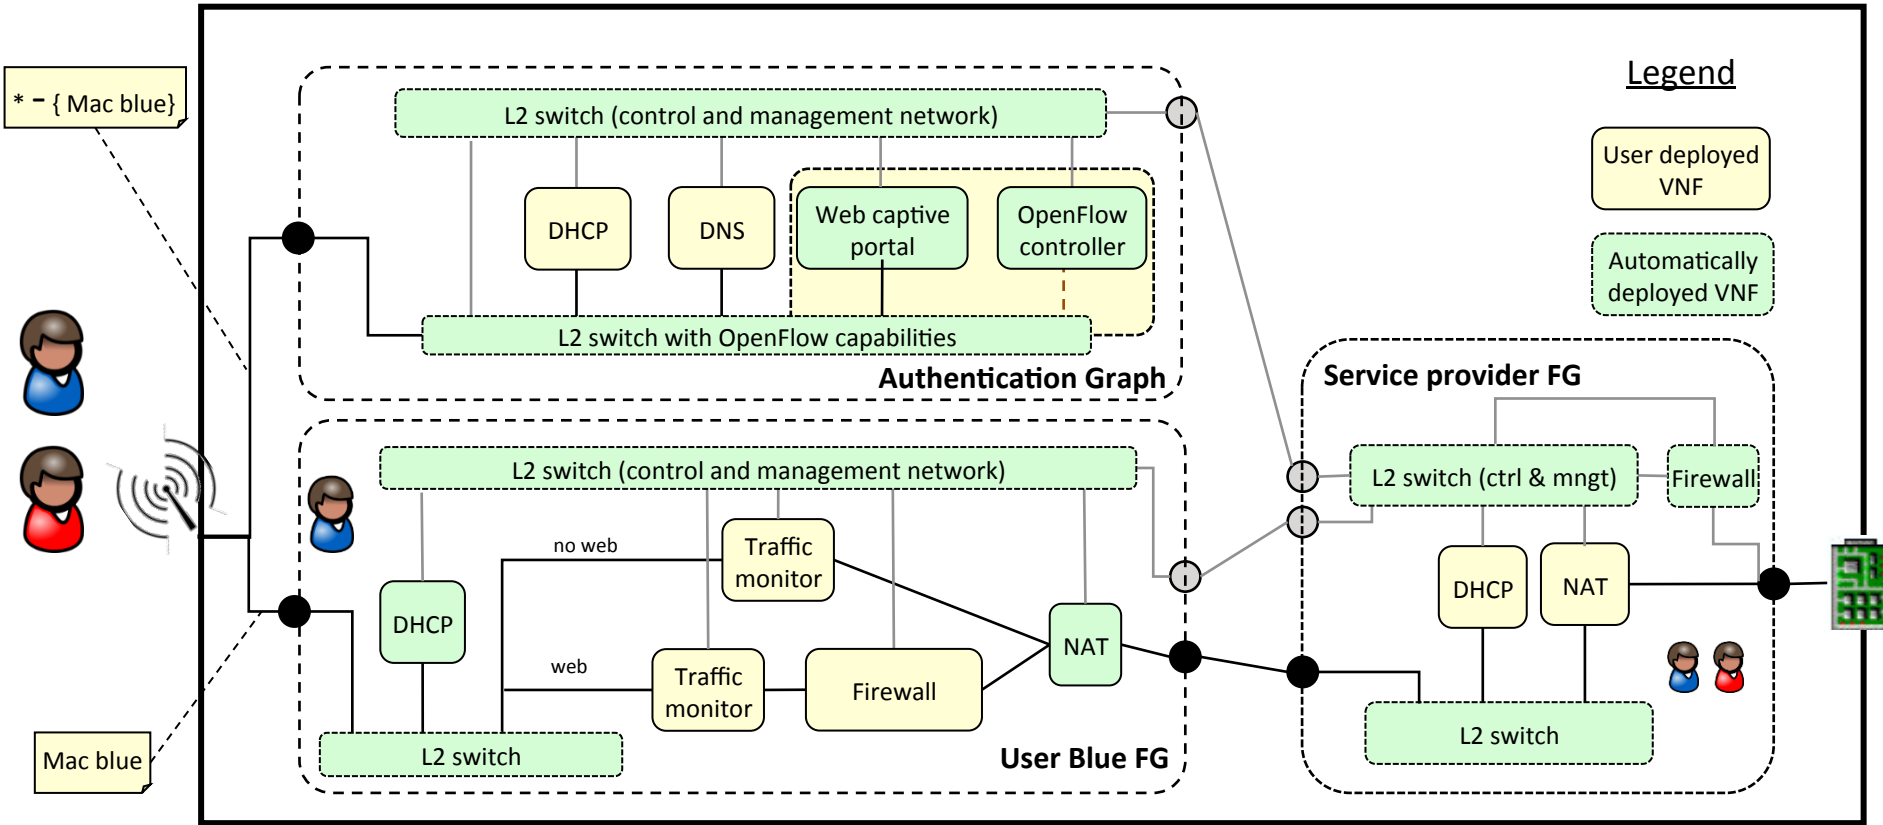 * – { Mac blue}
L2 switch (control and management network)
DHCP
DNS
Web captive
portal
OpenFlow
controller
L2 switch with OpenFlow capabilities
Authentication Graph
Legend
User deployed
VNF
Automatically
deployed VNF
L2 switch (control and management network)
no web
Traffic
monitor
DHCP
web
Traffic
monitor
Firewall
NAT
L2 switch
User Blue FG
Mac blue
Service provider FG
L2 switch (ctrl & mngt)
Firewall
DHCP
NAT
L2 switch